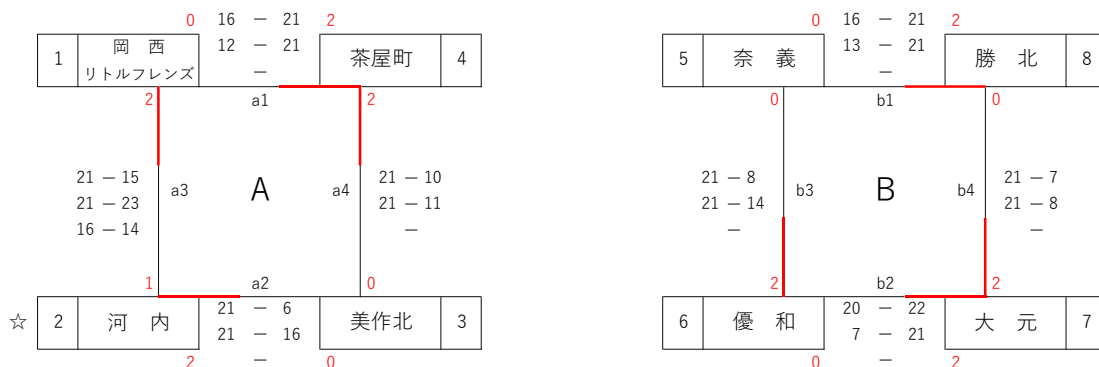 0 16 － 21 2
12 － 21
－
1 岡 西 リトルフレンズ
茶屋町 4
2 a1 2
21 － 15
21 － 23
16 － 14
a3 A a4
21 － 10
21 － 11
－
1 a2 0
☆ 2 河 内
21 － 6
21 － 16
－
美作北 3
2 0
0 16 － 21 2
13 － 21
－
5 奈 義
勝 北 8
0 b1 0
21 － 8
21 － 14
－
b3 B b4
21 － 7
21 － 8
－
2 b2 2
6 優 和
20 － 22
7 － 21
－
大 元 7
0 2